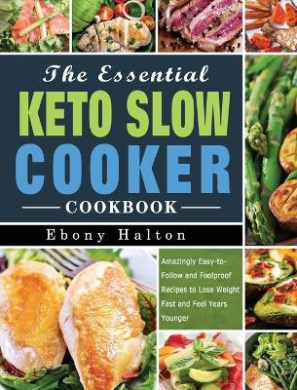 The Essential
KETO SLOW
COOKER
COOKBOOK
Ebony Halton
Amazingly Easy-to-
Follow and Foolproof
Recipes to Lose Weight
Fast and Feel Years
Younger